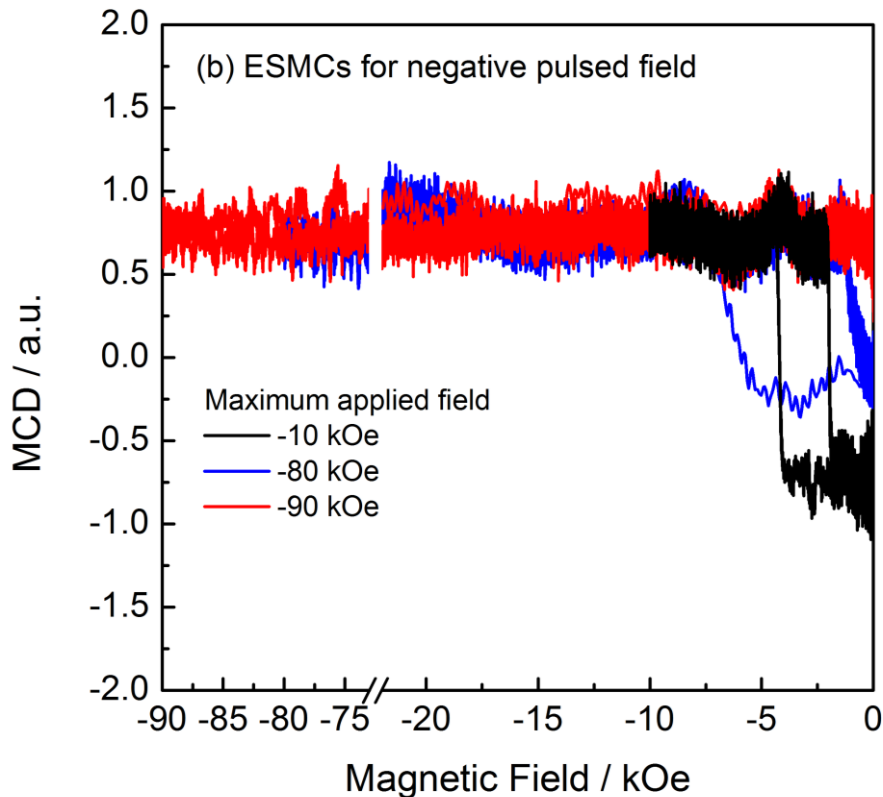 (b) ESMCs for negative pulsed field
2.0
1.5
1.0
0.5
0.0
-0.5
-1.0
-1.5
-2.0
MCD / a.u.
Maximum applied field
-10 kOe
-80 kOe
-90 kOe
-90 -85 -80 -75 -20 -15 -10 -5 0
Magnetic Field / kOe